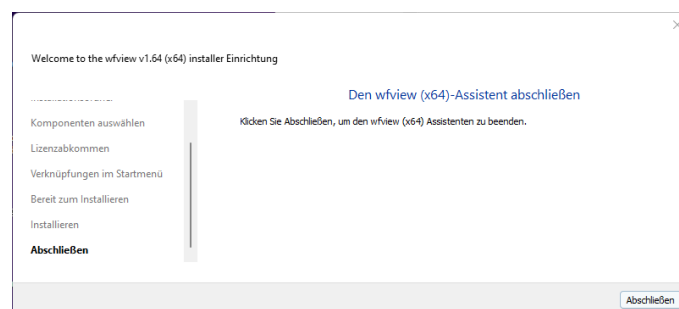 Welcome to the wfview v1.64 (x64) installer Einrichtung
Den wfview (x64)-Assistent abschließen
Klicken Sie Abschließen, um den wfview (x64) Assistenten zu beenden.
Komponenten auswählen
Lizenzabkommen
Verknüpfungen im Startmenü
Bereit zum Installieren
Installieren
Abschließen
Abschließen